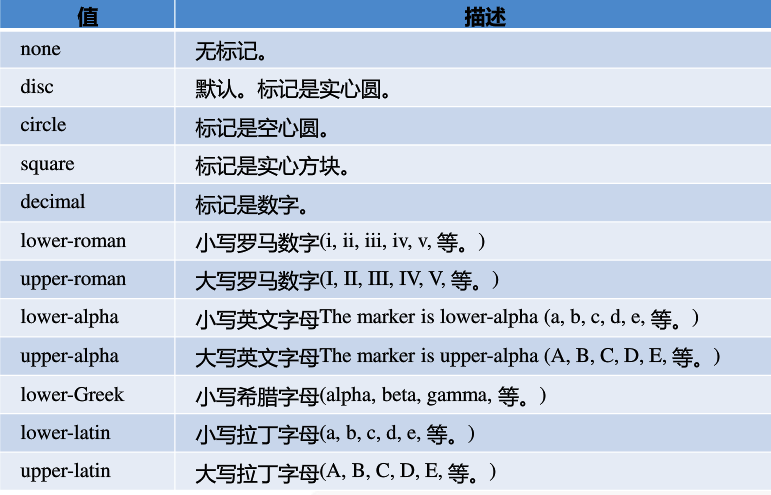 值 描述
none 无标记。
disc 默认。标记是实心圆。
circle 标记是空心圆。
square 标记是实心方块。
decimal 标记是数字。
lower-roman 小写罗马数字(i, ii, iii, iv, v, 等。)
upper-roman 大写罗马数字(I, II, III, IV, V, 等。)
lower-alpha 小写英文字母The marker is lower-alpha (a, b, c, d, e, 等。)
upper-alpha 大写英文字母The marker is upper-alpha (A, B, C, D, E, 等。)
lower-Greek 小写希腊字母(alpha, beta, gamma, 等。)
lower-latin 小写拉丁字母(a, b, c, d, e, 等。)
upper-latin 大写拉丁字母(A, B, C, D, E, 等。)